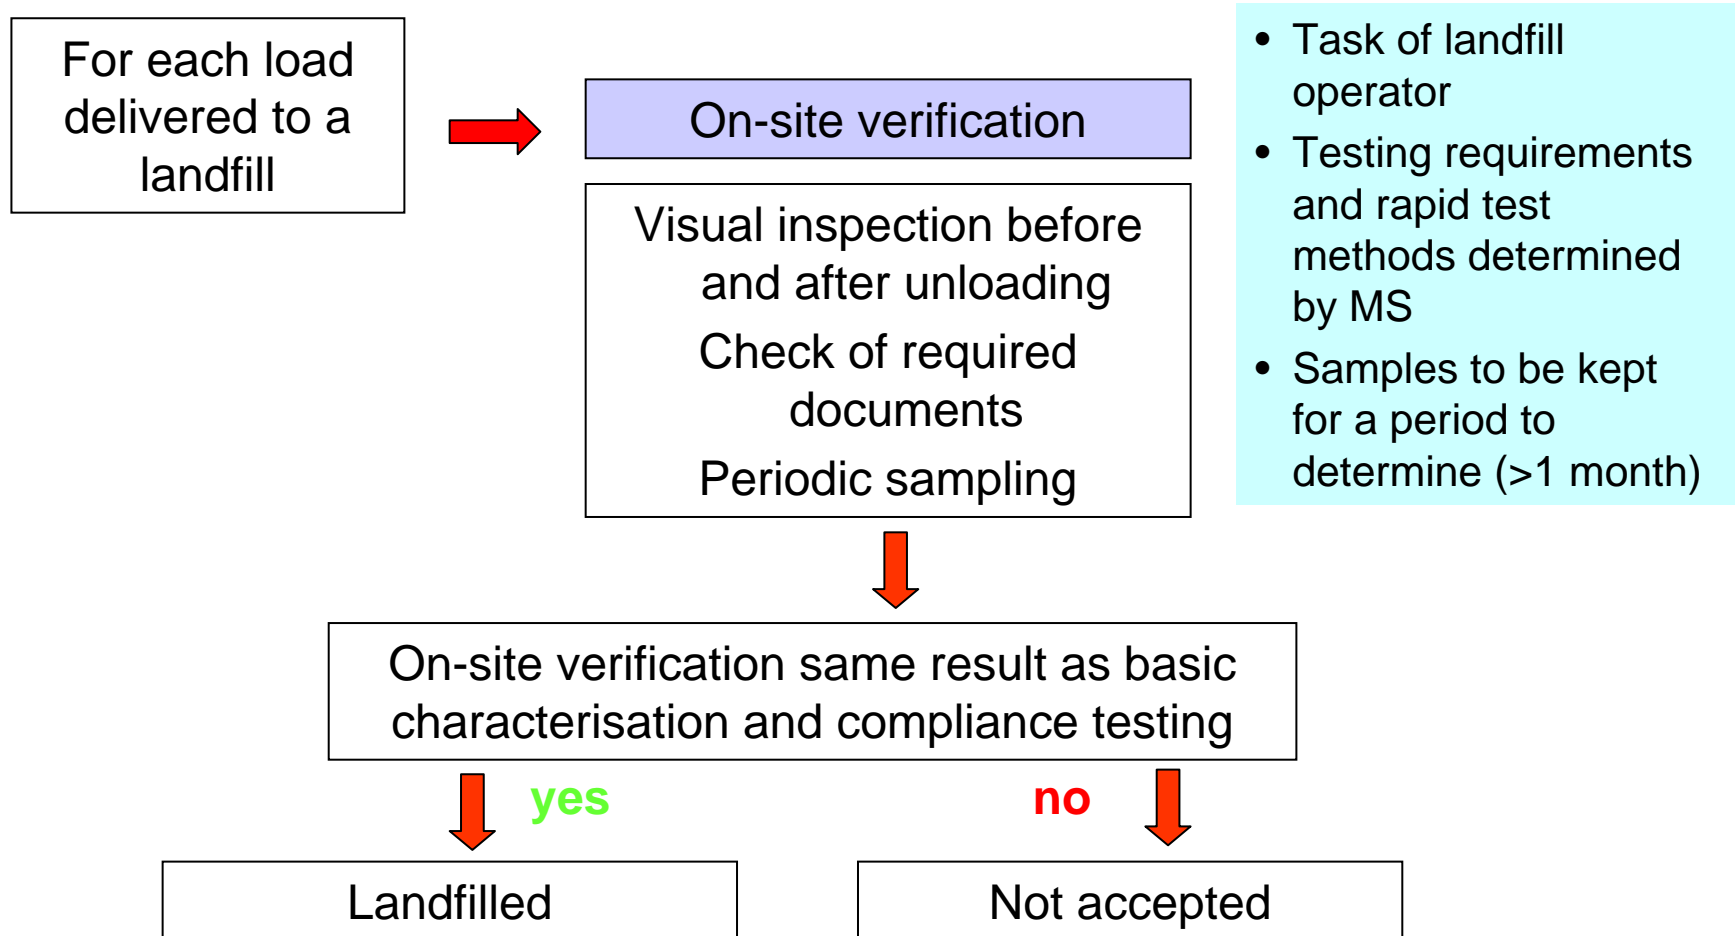 For each load
delivered to a
landfill
On-site verification
Visual inspection before
and after unloading
Check of required
documents
Periodic sampling
• Task of landfill
operator
• Testing requirements
and rapid test
methods determined
by MS
• Samples to be kept
for a period to
determine (>1 month)
On-site verification same result as basic
characterisation and compliance testing
yes
no
Landfilled
Not accepted